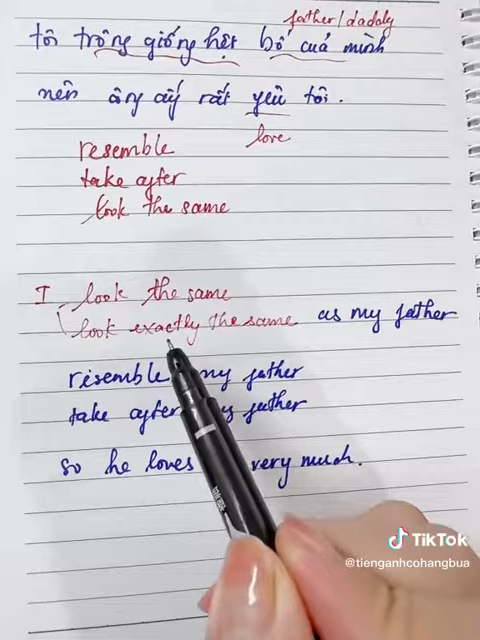 father/dadoly
tôi trông giống hệt bố cuả mình
nên ông ấy rất yêu tôi.
love
resemble
take after
look the same
I look the same
look exactly the same as my father
resemble my father
take after my father
so he loves very much.
TikTok
@tienganhcohangbua